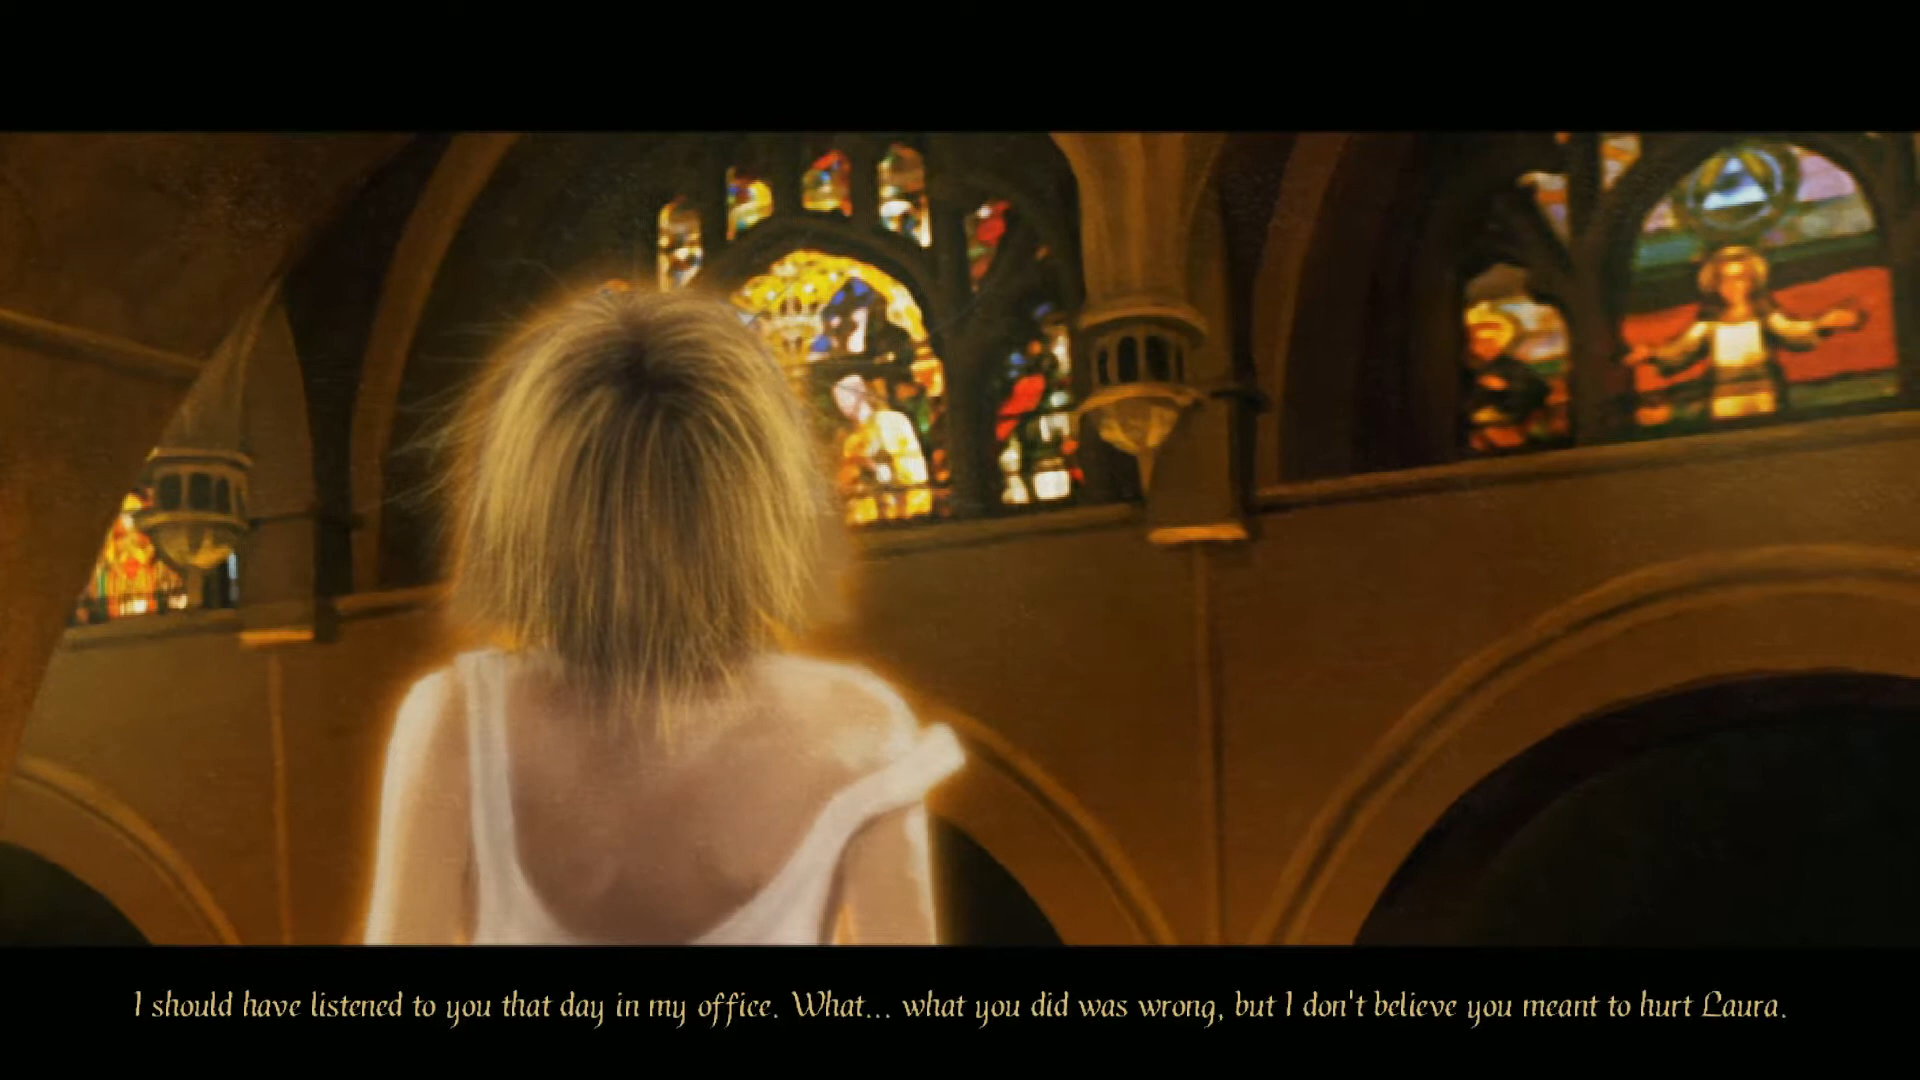 I should have listened to you that day in my office. What... what you did was wrong, but I don't believe you meant to hurt Laura.